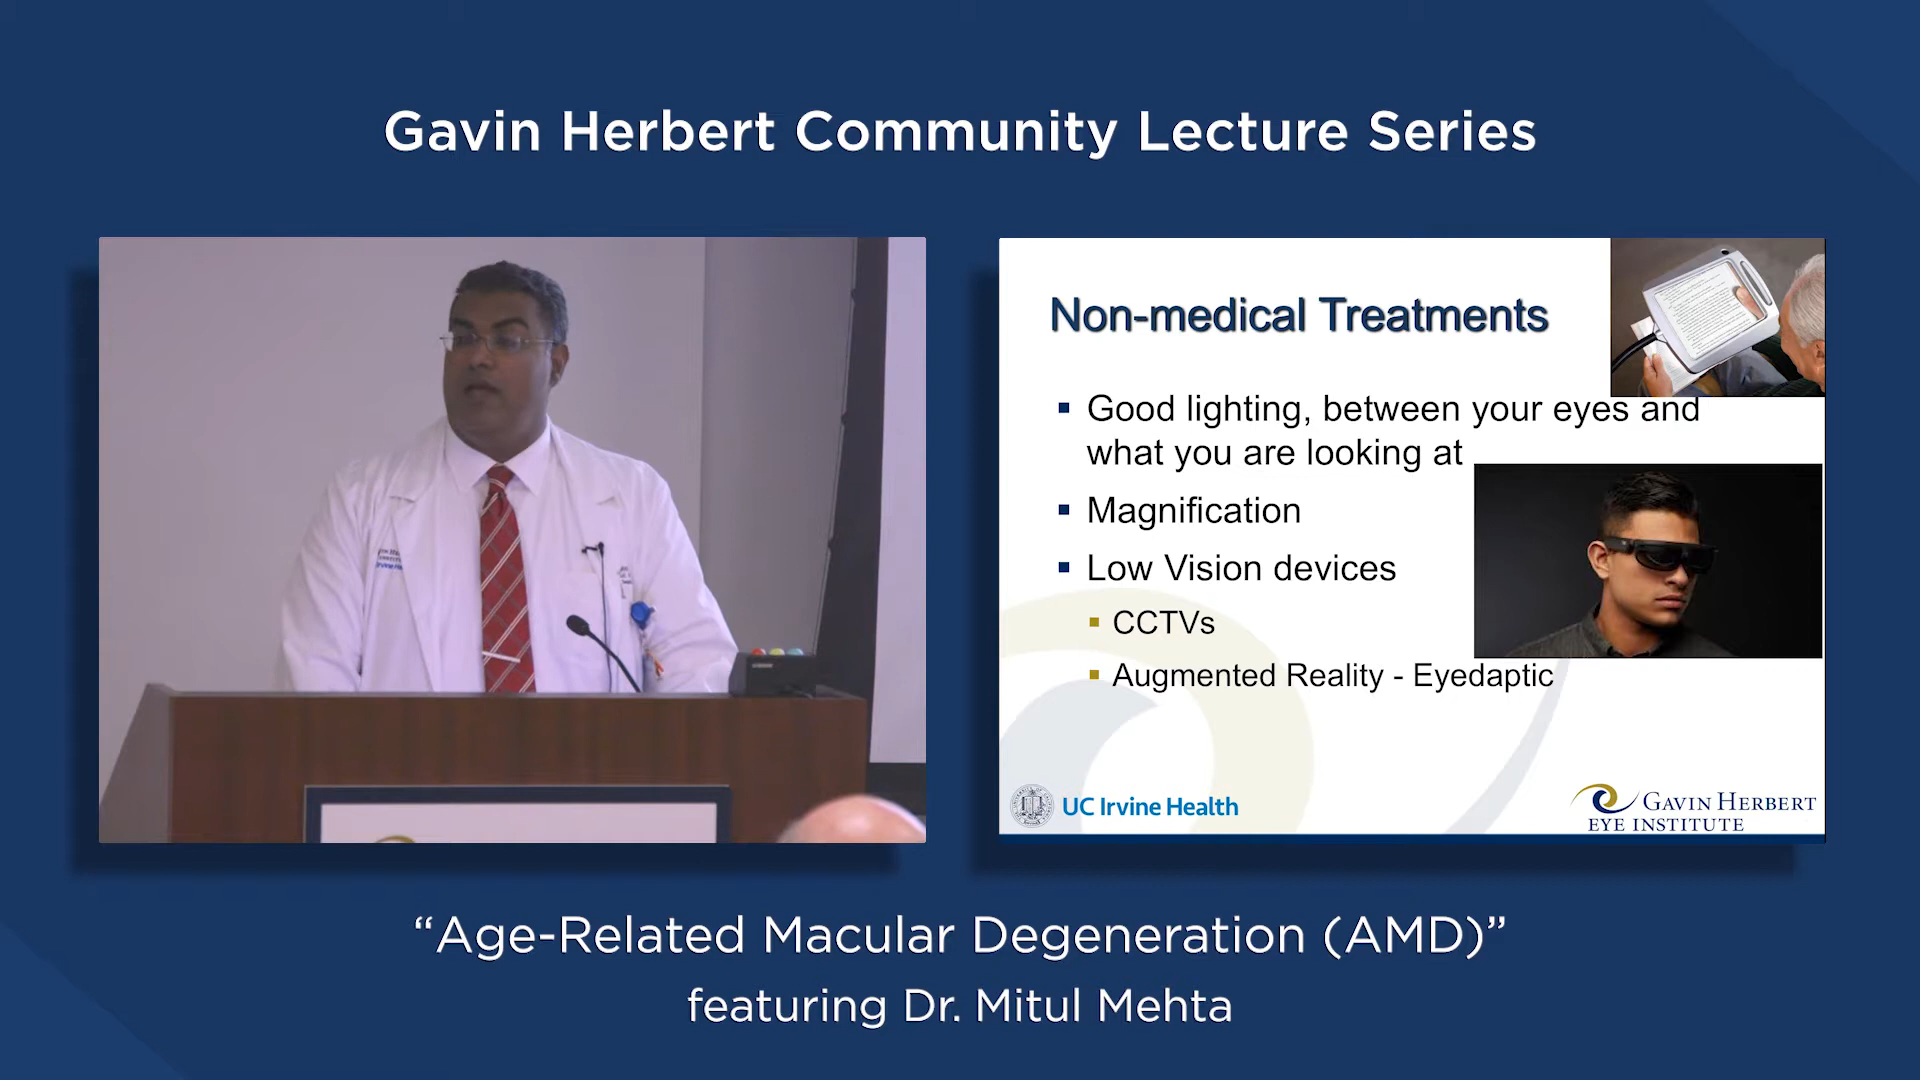 Gavin Herbert Community Lecture Series
Non-medical Treatments
▪ Good lighting, between your eyes and
what you are looking at
▪ Magnification
▪ Low Vision devices
▪ CCTVs
▪ Augmented Reality - Eyedaptic
UC Irvine Health
GAVIN HERBERT
EYE INSTITUTE
“Age-Related Macular Degeneration (AMD)”
featuring Dr. Mitul Mehta